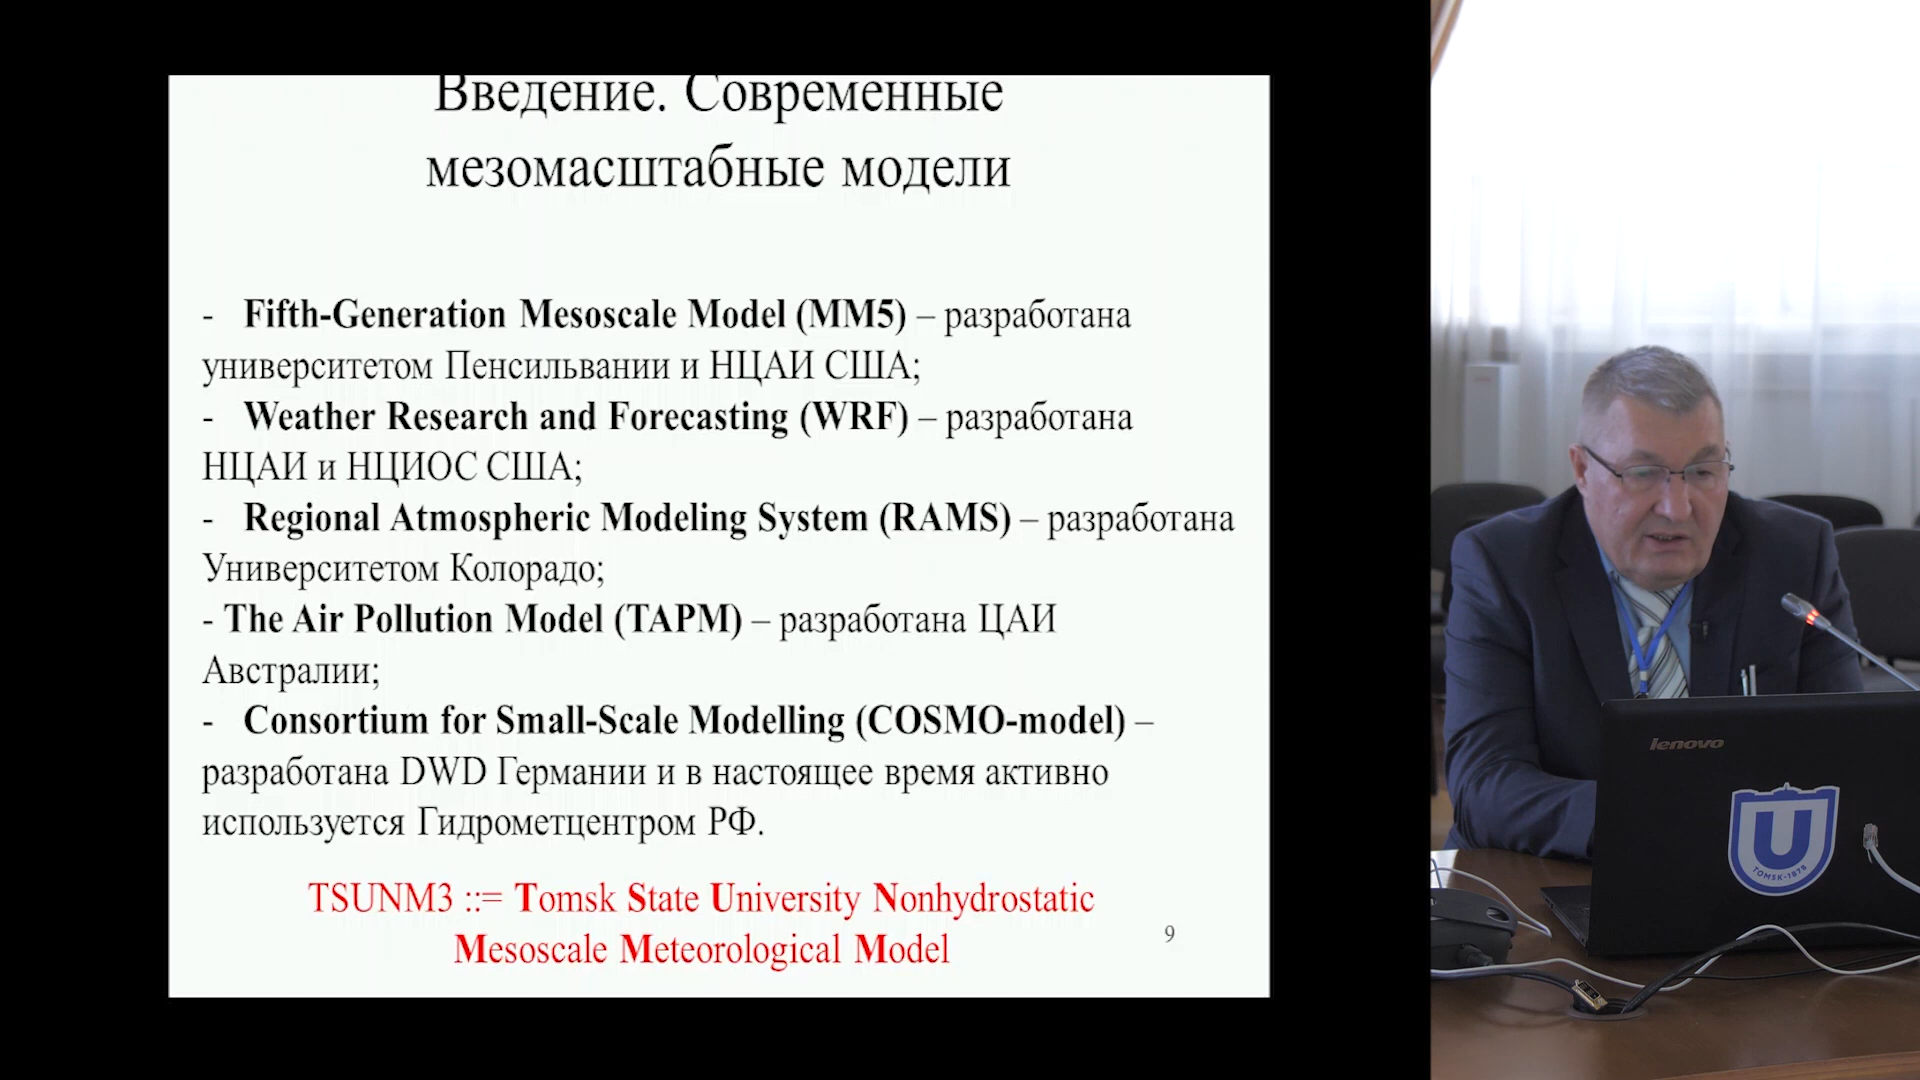 Введение. Современные
мезомасштабные модели
- Fifth-Generation Mesoscale Model (MM5) – разработана
университетом Пенсильвании и НЦАИ США;
- Weather Research and Forecasting (WRF) – разработана
НЦАИ и НЦИОС США;
- Regional Atmospheric Modeling System (RAMS) – разработана
Университетом Колорадо;
- The Air Pollution Model (TAPM) – разработана ЦАИ
Австралии;
- Consortium for Small-Scale Modelling (COSMO-model) –
разработана DWD Германии и в настоящее время активно
используется Гидрометцентром РФ.
TSUNM3 ::= Tomsk State University Nonhydrostatic
Mesoscale Meteorological Model
9
lenovo
U
TOMSK-1878